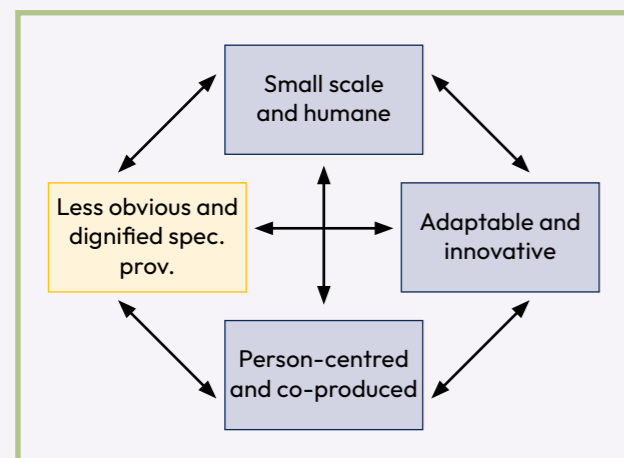 Small scale
and humane
Less obvious and
dignified spec.
prov.
Adaptable and
innovative
Person-centred
and co-produced